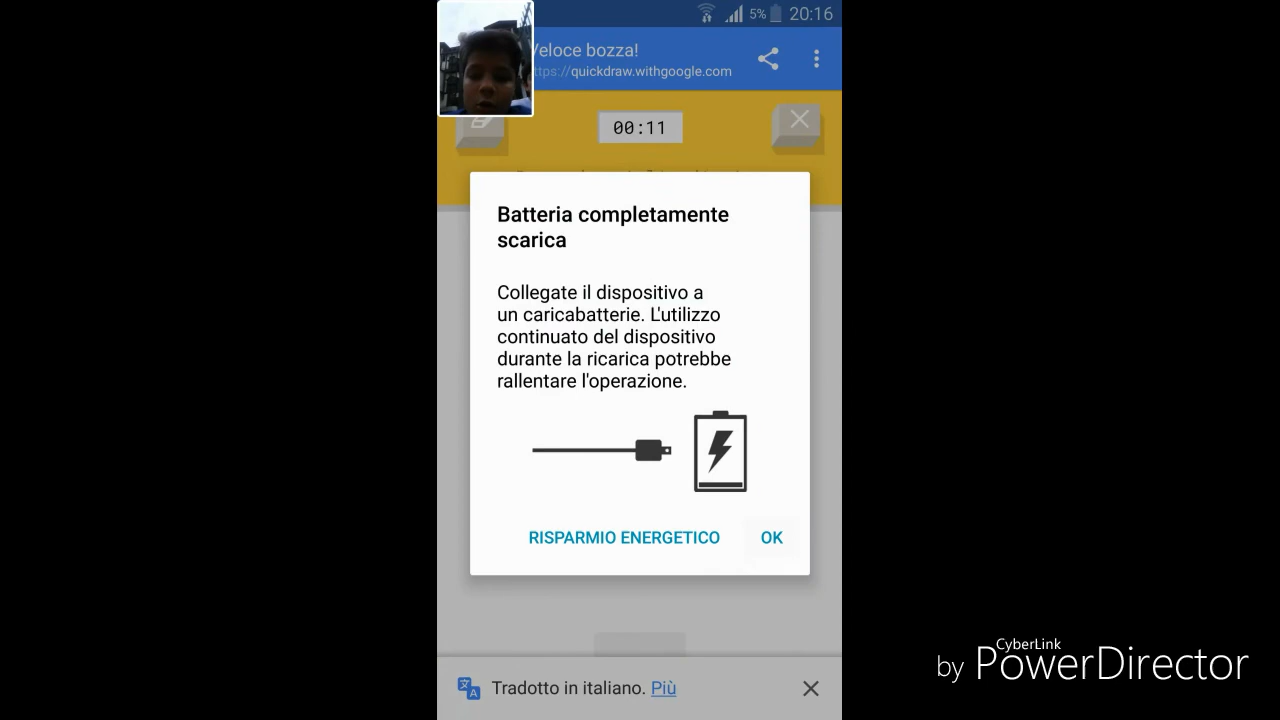 5% 20:16
Veloce bozza!
ttps://quickdraw.withgoogle.com
00:11
Batteria completamente
scarica
Collegate il dispositivo a
un caricabatterie. L'utilizzo
continuato del dispositivo
durante la ricarica potrebbe
rallentare l'operazione.
RISPARMIO ENERGETICO OK
Tradotto in italiano. Più
CyberLink
by PowerDirector